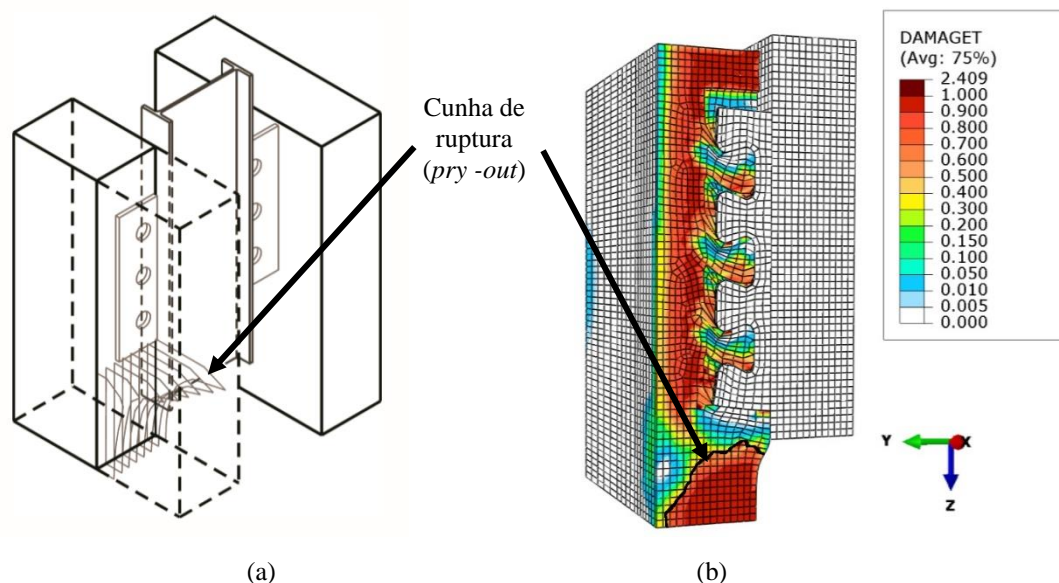 Cunha de
ruptura
(pry -out)
DAMAGET
(Avg: 75%)
2.409
1.000
0.900
0.800
0.700
0.600
0.500
0.400
0.300
0.200
0.150
0.100
0.050
0.010
0.005
0.000
Y
X
Z
(a)
(b)